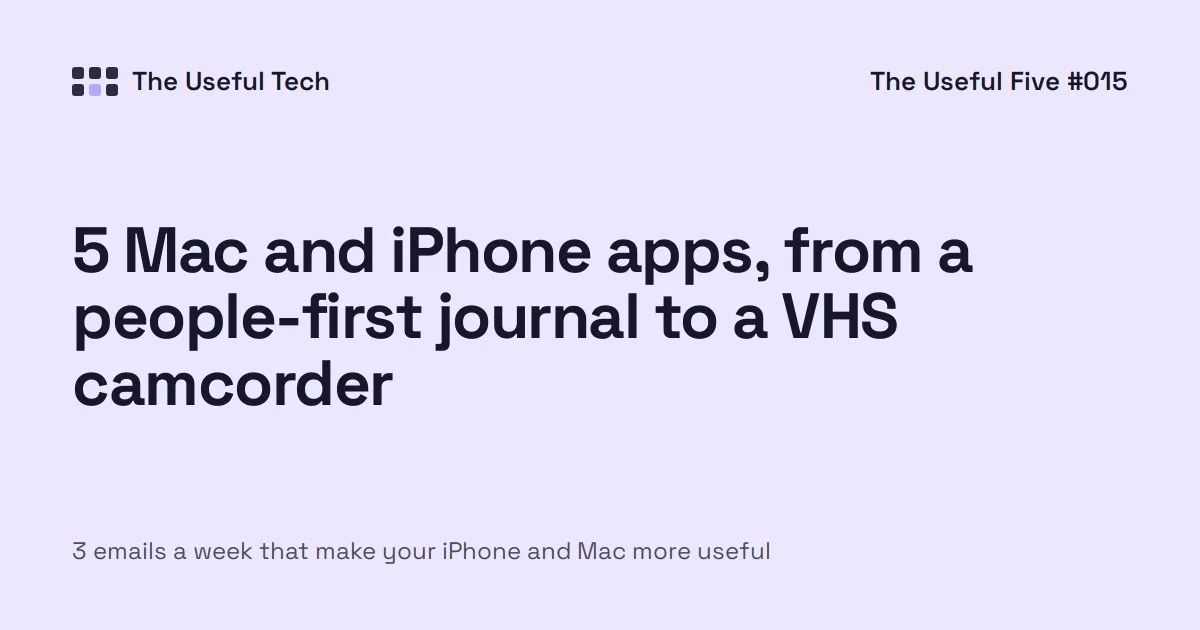 The Useful Tech
The Useful Five #015
5 Mac and iPhone apps, from a
people-first journal to a VHS
camcorder
3 emails a week that make your iPhone and Mac more useful